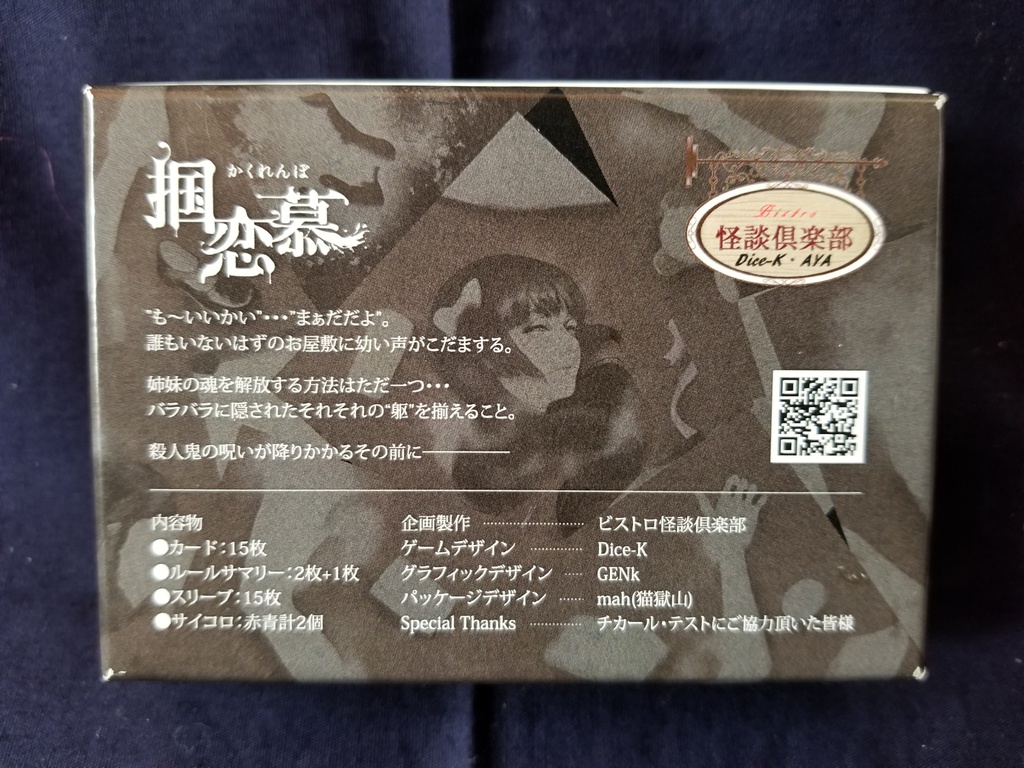 かくれんぼ
掴恋慕
Bistro
怪談倶楽部
Dice-K・AYA
"も〜いいかい"・・・"まぁだだよ"。
誰もいないはずのお屋敷に幼い声がこだまする。
姉妹の魂を解放する方法はただ一つ・・・
バラバラに隠されたそれそれの"躯"を揃えること。
殺人鬼の呪いが降りかかるその前に――――
内容物
●カード:15枚
●ルールサマリー:2枚+1枚
●スリーブ:15枚
●サイコロ:赤青計2個
企画製作 ………………… ビストロ怪談倶楽部
ゲームデザイン ………… Dice-K
グラフィックデザイン …… GENk
パッケージデザイン …… mah(猫獄山)
Special Thanks ………… チカール・テストにご協力頂いた皆様